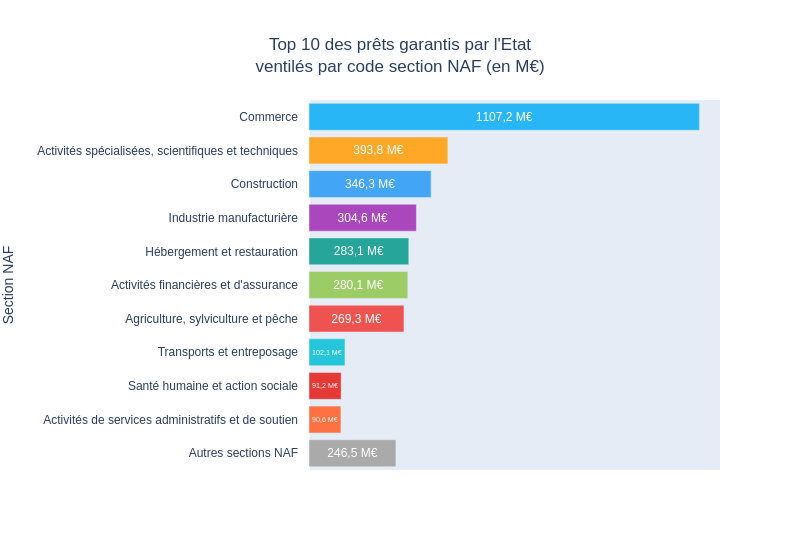 Top 10 des prêts garantis par l'Etat
ventilés par code section NAF (en M€)
Section NAF
Commerce 1107,2 M€
Activités spécialisées, scientifiques et techniques 393,8 M€
Construction 346,3 M€
Industrie manufacturière 304,6 M€
Hébergement et restauration 283,1 M€
Activités financières et d'assurance 280,1 M€
Agriculture, sylviculture et pêche 269,3 M€
Transports et entreposage 102,1 M€
Santé humaine et action sociale 91,2 M€
Activités de services administratifs et de soutien 90,6 M€
Autres sections NAF 246,5 M€